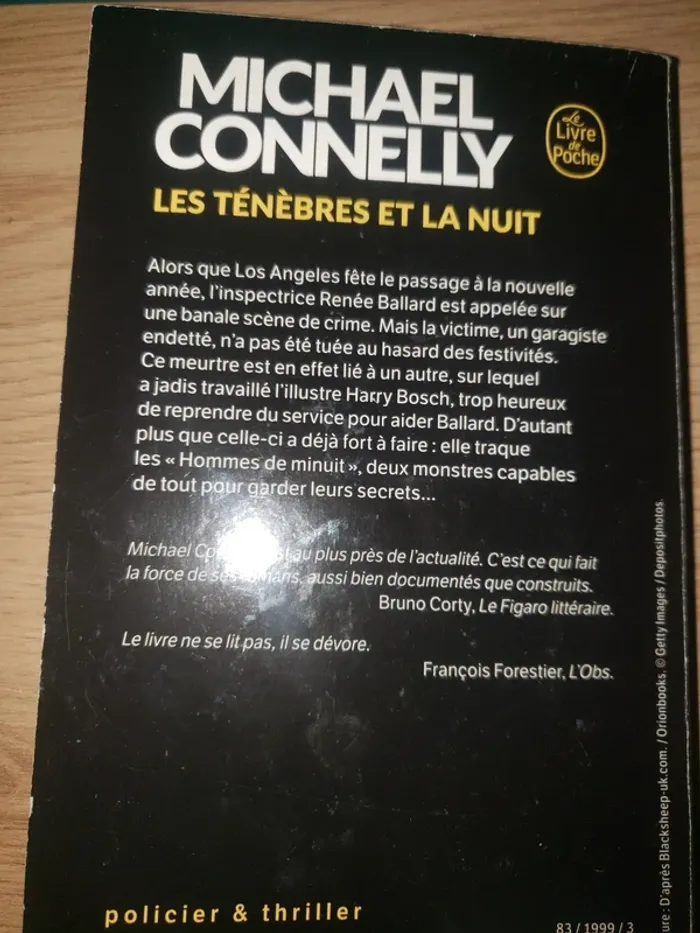 MICHAEL
CONNELLY
Le
Livre
de
Poche
LES TÉNÈBRES ET LA NUIT
Alors que Los Angeles fête le passage à la nouvelle
année, l'inspectrice Renée Ballard est appelée sur
une banale scène de crime. Mais la victime, un garagiste
endetté, n'a pas été tuée au hasard des festivités.
Ce meurtre est en effet lié à un autre, sur lequel
a jadis travaillé l'illustre Harry Bosch, trop heureux
de reprendre du service pour aider Ballard. D'autant
plus que celle-ci a déjà fort à faire : elle traque
les « Hommes de minuit », deux monstres capables
de tout pour garder leurs secrets...
Michael au plus près de l'actualité. C'est ce qui fait
la force de ses romans, aussi bien documentés que construits.
Bruno Corty, Le Figaro littéraire.
Le livre ne se lit pas, il se dévore.
François Forestier, L'Obs.
policier & thriller
83 / 1999 / 3
: D'après Blacksheep-uk.com. / Orionbooks. © Getty Images / Depositphotos.